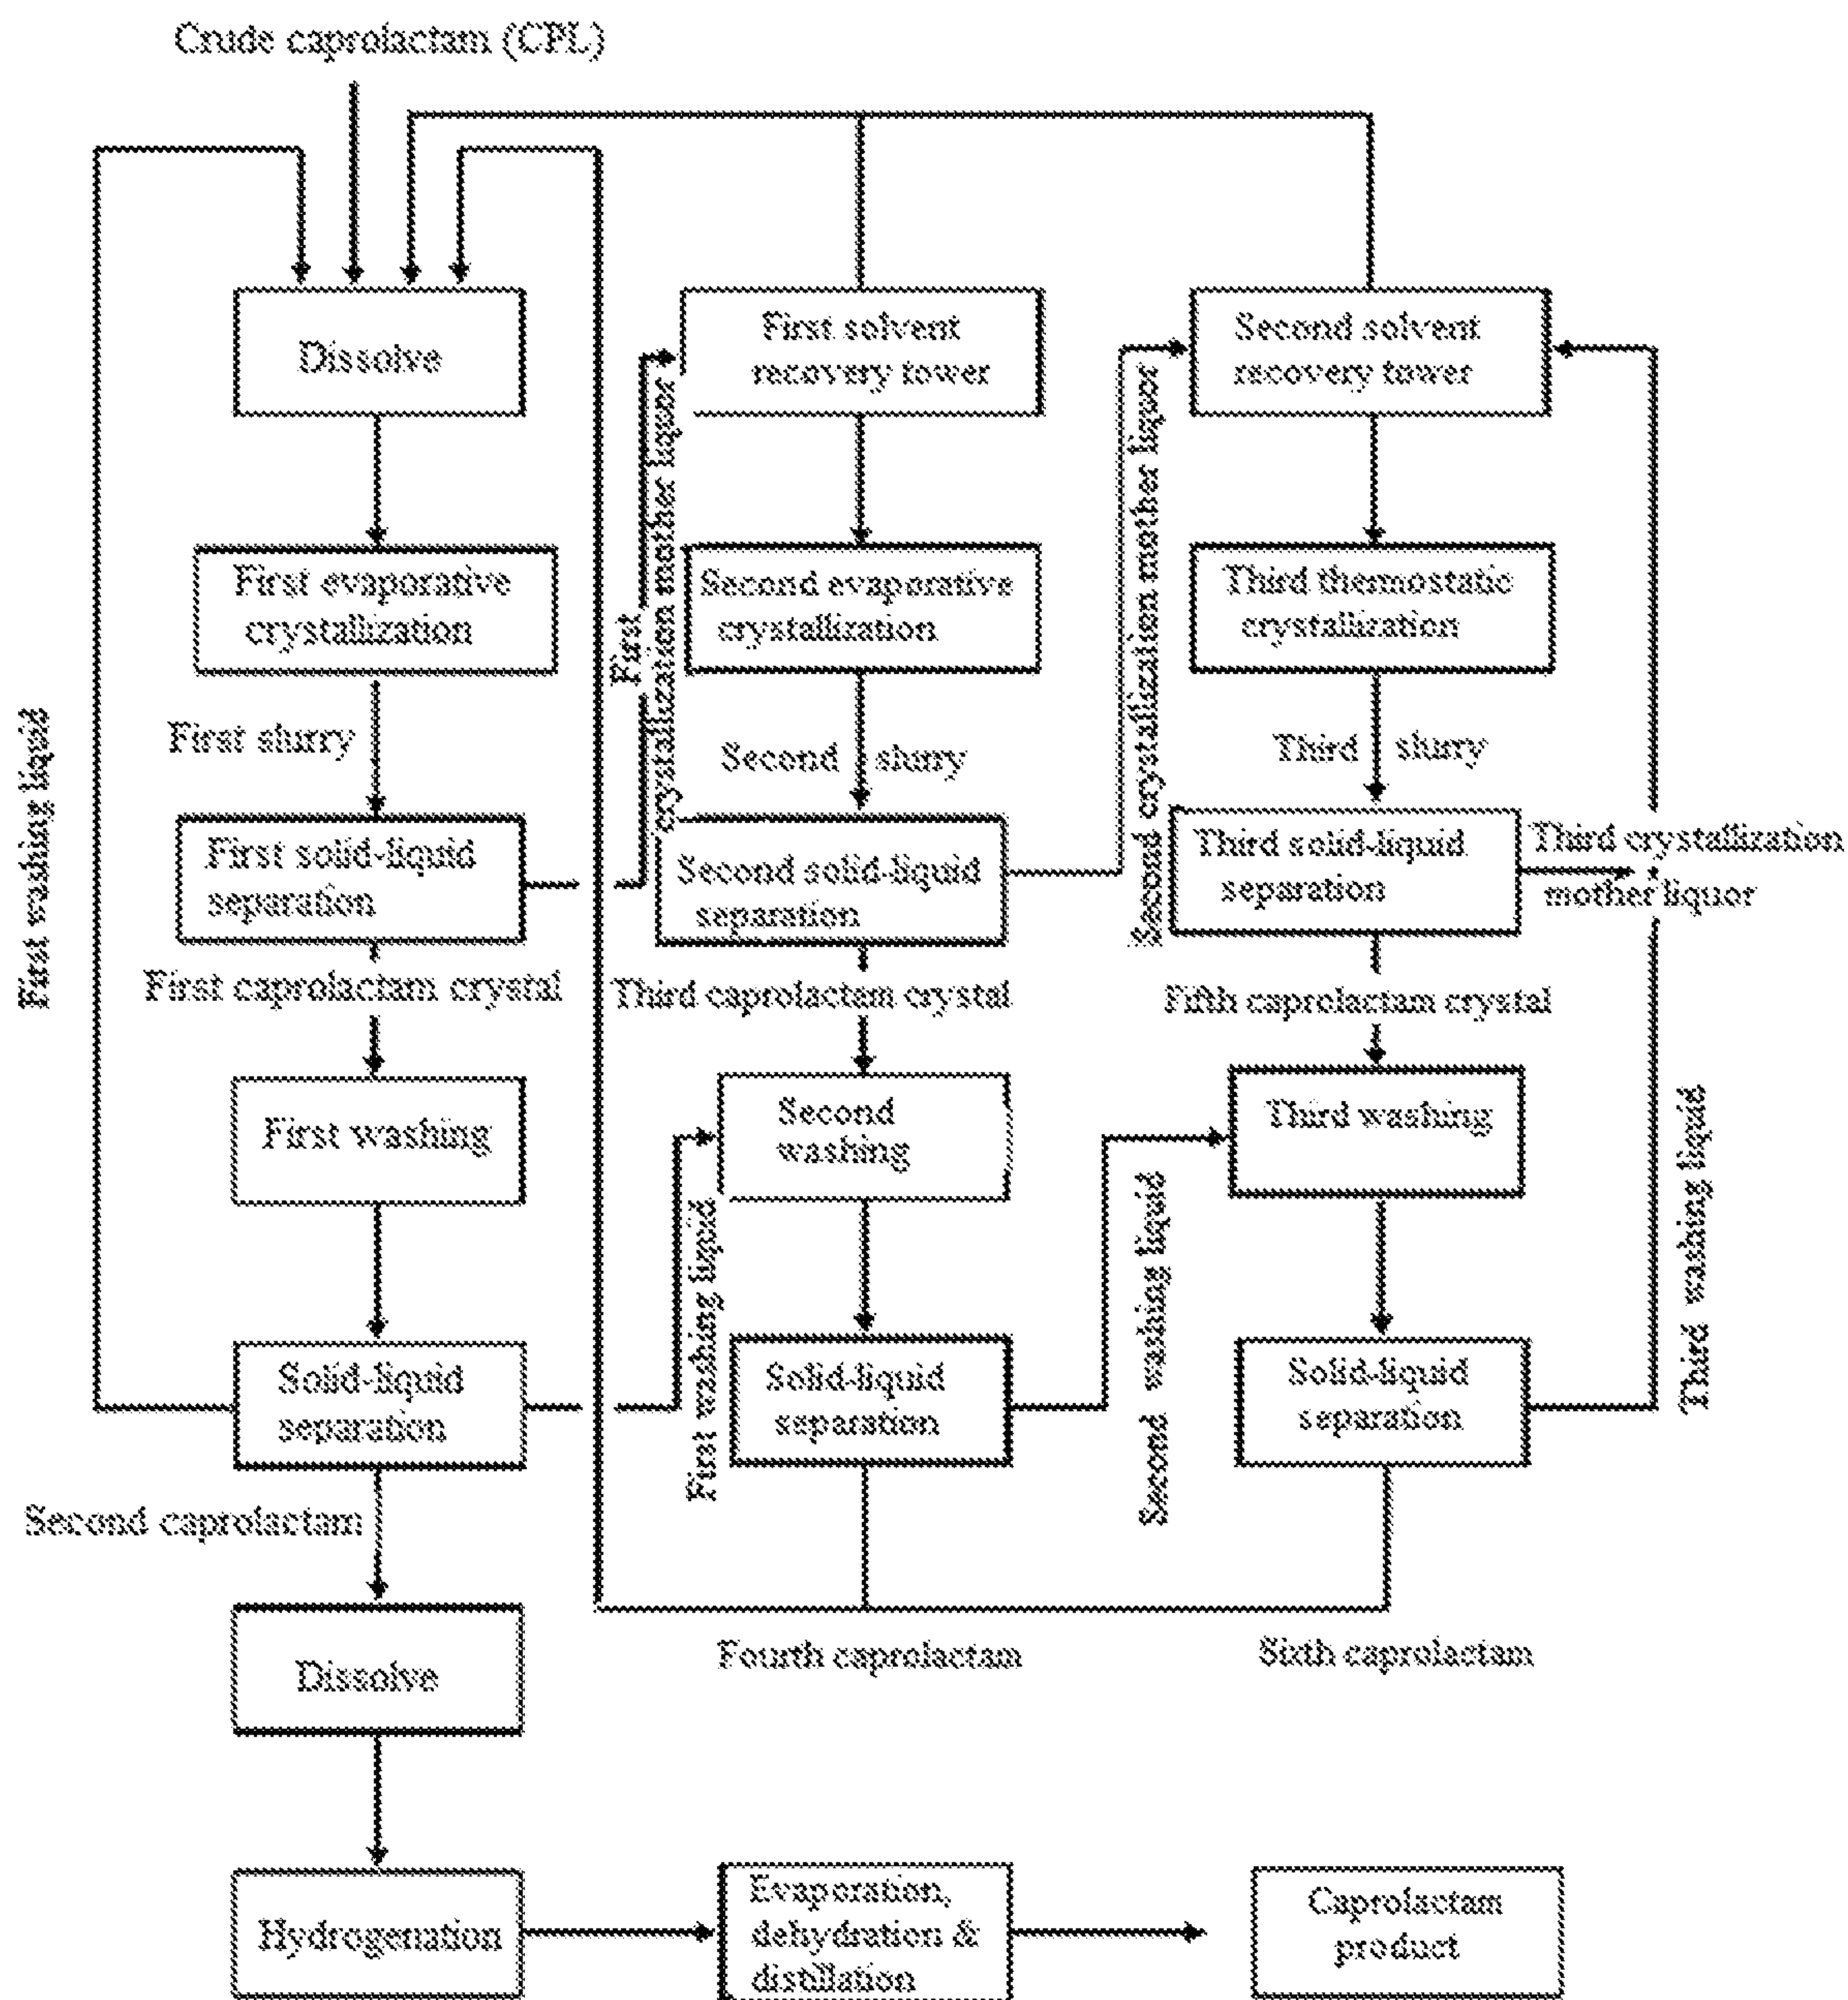 Crude caprolactam (CPL)
Dissolve
First solvent
recovery tower
Second solvent
recovery tower
First evaporative
crystallization
Second evaporative
crystallization
Third thermostatic
crystallization
First
crystallization mother liquor
Second crystallizaiion mother liquor
First washing liquid
First slurry
Second slurry
Third slurry
First solid-liquid
separation
Second solid-liquid
separation
Third solid-liquid
separation
Third crystallization
mother liquor
First caprolactam crystal
Third caprolactam crystal
Fifth caprolactam crystal
First washing
Second
washing
Third washing
First washing liquid
Second washing liquid
Third washing liquid
Solid-liquid
separation
Solid-liquid
separation
Solid-liquid
separation
Second caprolactam
Fourth caprolactam
Sixth caprolactam
Dissolve
Hydrogenation
Evaporation,
dehydration &
distillation
Caprolactam
product